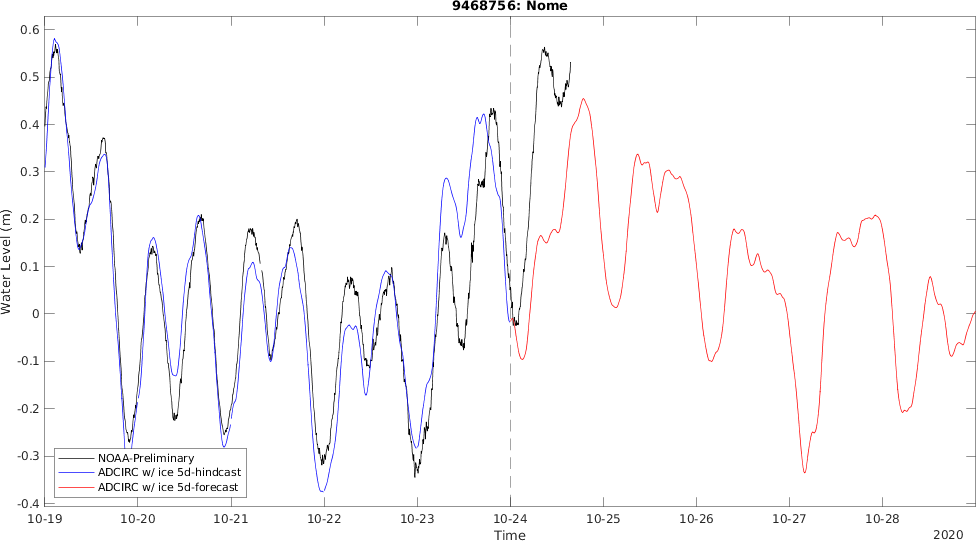 9468756: Nome
Water Level (m)
0.6
0.5
0.4
0.3
0.2
0.1
0
-0.1
-0.2
-0.3
-0.4
NOAA-Preliminary
ADCIRC w/ ice 5d-hindcast
ADCIRC w/ ice 5d-forecast
10-19 10-20 10-21 10-22 10-23 10-24 10-25 10-26 10-27 10-28
Time
2020